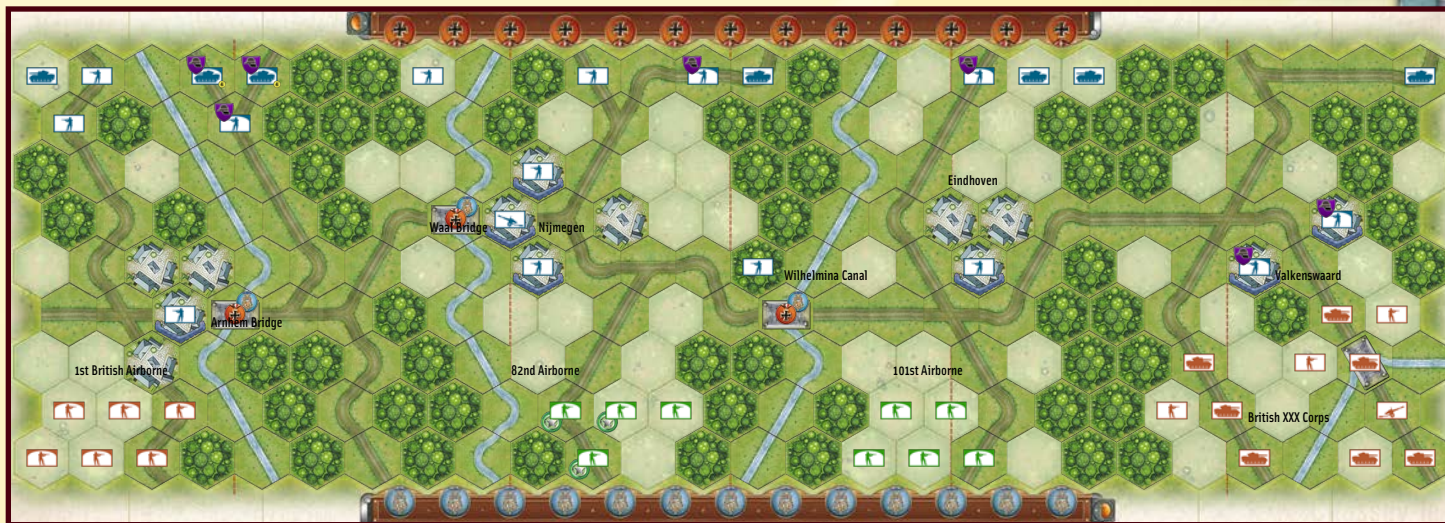 Eindhoven
Waal Bridge
Nijmegen
Wilhelmina Canal
Valkenswaard
Arnhem Bridge
1st British Airborne
82nd Airborne
101st Airborne
British XXX Corps